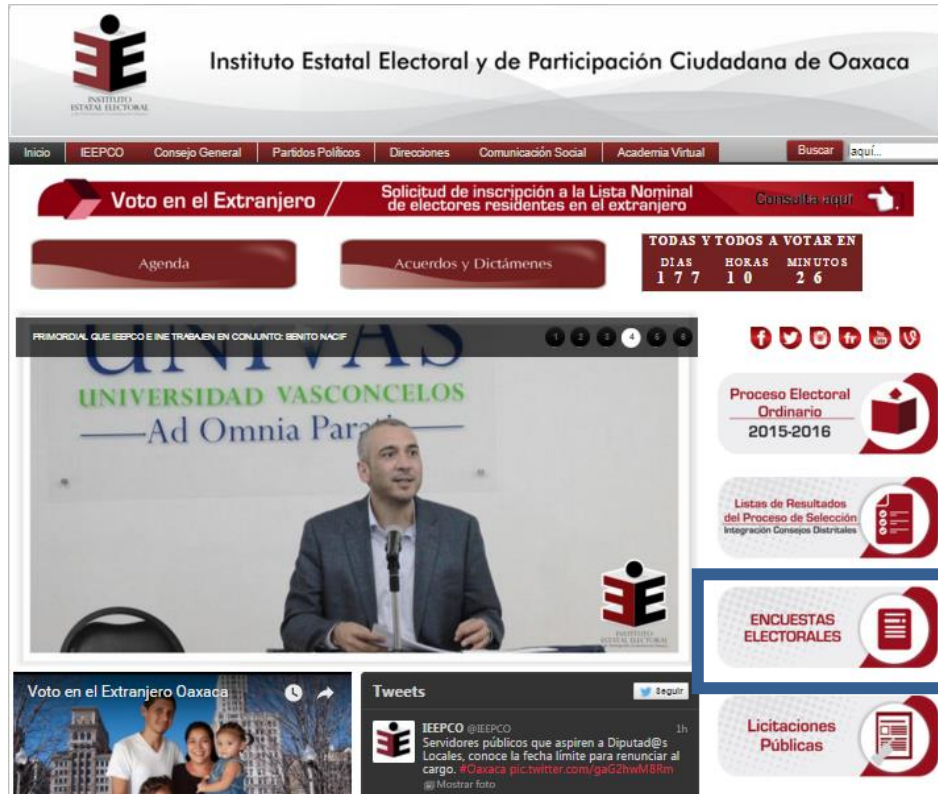 INSTITUTO
ESTATAL ELECTORAL
Instituto Estatal Electoral y de Participación Ciudadana de Oaxaca
Inicio IEEPCO Consejo General Partidos Políticos Direcciones Comunicación Social Academia Virtual Buscar aquí...
Voto en el Extranjero
Solicitud de inscripción a la Lista Nominal
de electores residentes en el extranjero
Consulta aquí
Agenda
Acuerdos y Dictámenes
TODAS Y TODOS A VOTAR EN
DÍAS HORAS MINUTOS
177 10 26
PRIMORDIAL QUE IEEPCO E INE TRABAJEN EN CONJUNTO: BENITO NACIF
1 2 3 4 5 6
UNIVAS
UNIVERSIDAD VASCONCELOS
Ad Omnia
INSTITUTO
ESTATAL ELECTORAL
Proceso Electoral
Ordinario
2015-2016
Listas de Resultados
del Proceso de Selección
Integración Consejos Distritales
ENCUESTAS
ELECTORALES
Licitaciones
Públicas
Voto en el Extranjero Oaxaca
Tweets
Seguir
IEEPCO @IEEPCO 1h
Servidores públicos que aspiren a Diputad@s
Locales, conoce la fecha límite para renunciar al
cargo. #Oaxaca pic.twitter.com/gaG2hwM8Rm
Mostrar foto